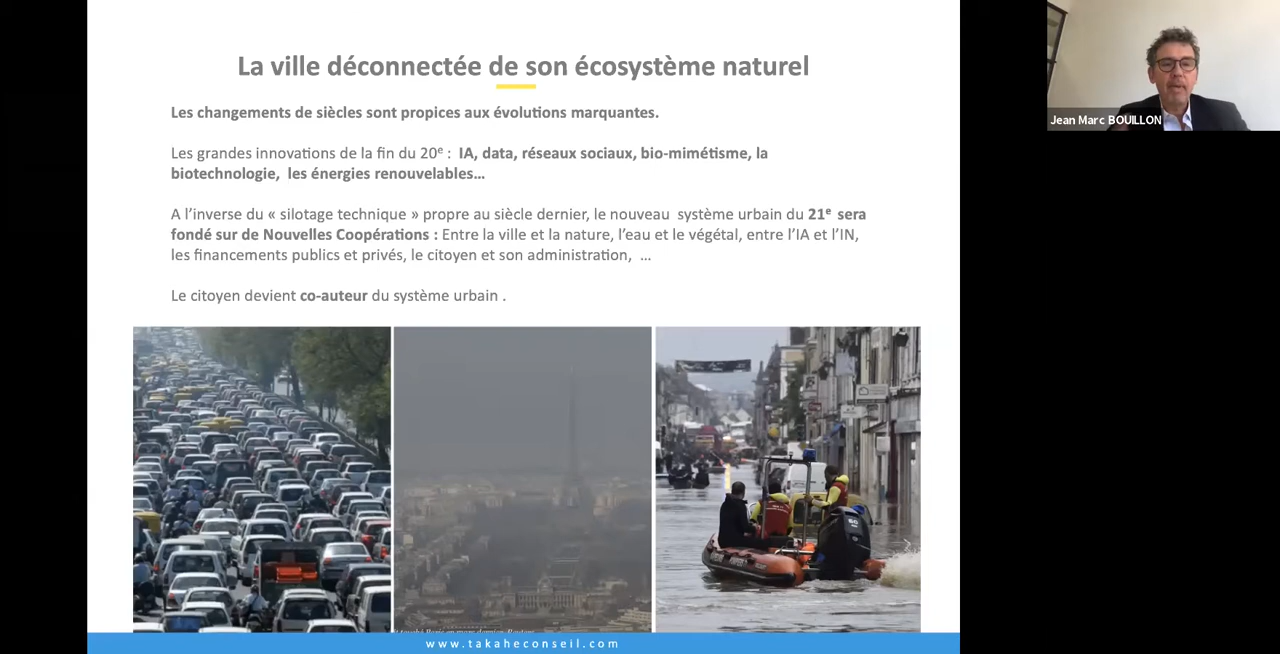 La ville déconnectée de son écosystème naturel
Les changements de siècles sont propices aux évolutions marquantes.
Les grandes innovations de la fin du 20e : IA, data, réseaux sociaux, bio-mimétisme, la
biotechnologie, les énergies renouvelables…
A l’inverse du « silotage technique » propre au siècle dernier, le nouveau système urbain du 21e sera
fondé sur de Nouvelles Coopérations : Entre la ville et la nature, l’eau et le végétal, entre l’IA et l’IN,
les financements publics et privés, le citoyen et son administration, …
Le citoyen devient co-auteur du système urbain .
Jean Marc BOUILLON
www.takaheconseil.com